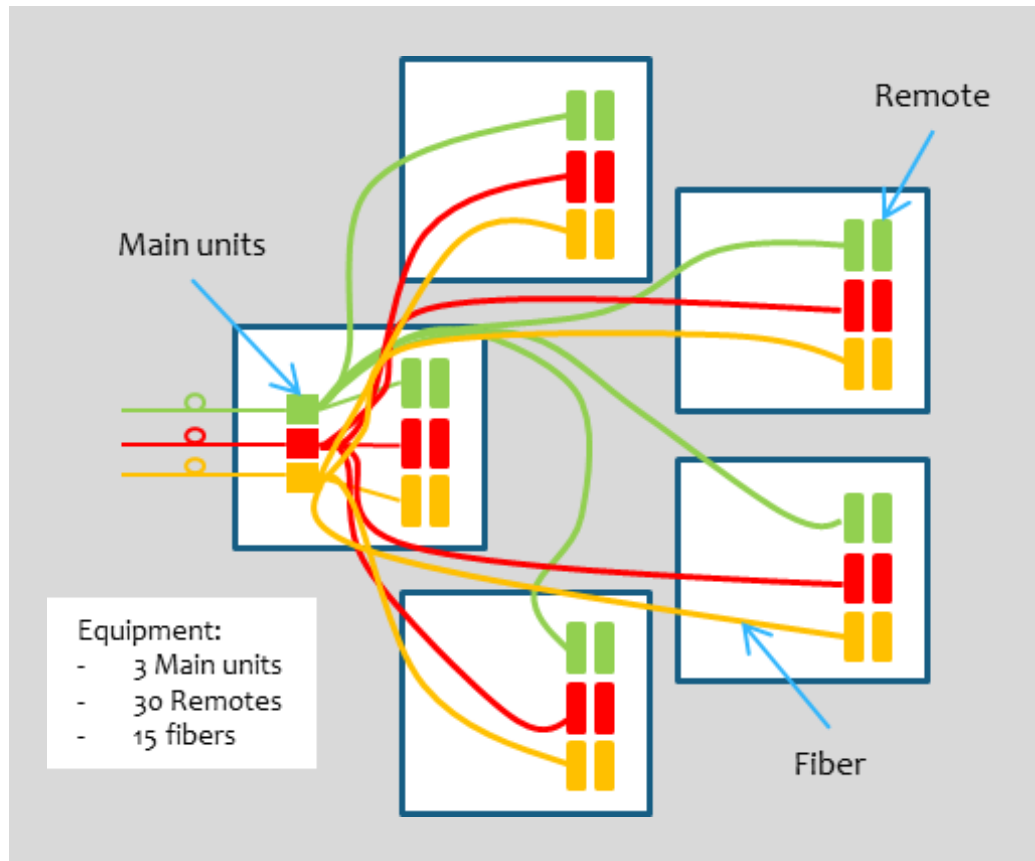 Remote
Main units
Equipment:
- 3 Main units
- 30 Remotes
- 15 fibers
Fiber